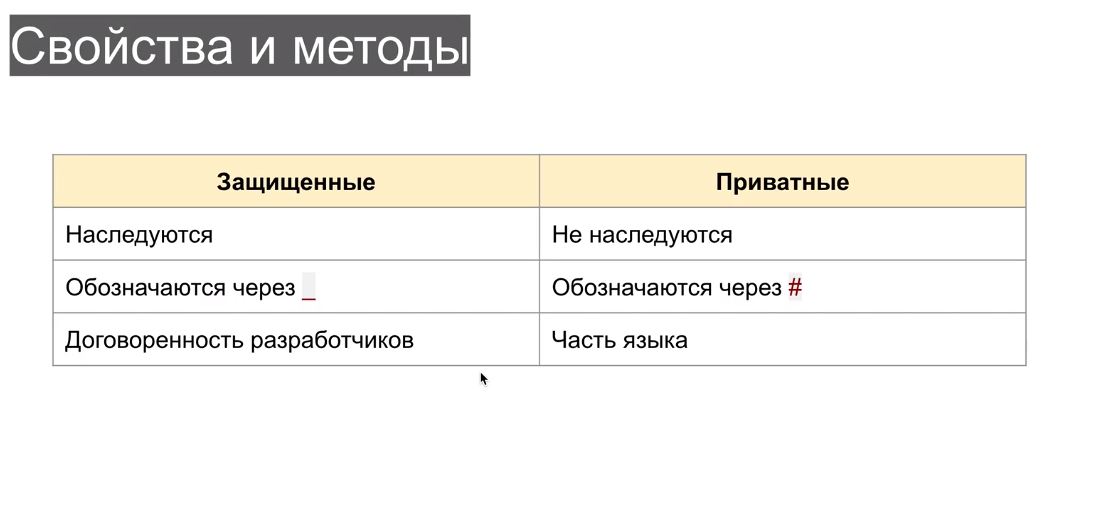 Свойства и методы
Защищенные Приватные
Наследуются Не наследуются
Обозначаются через _ Обозначаются через #
Договоренность разработчиков Часть языка